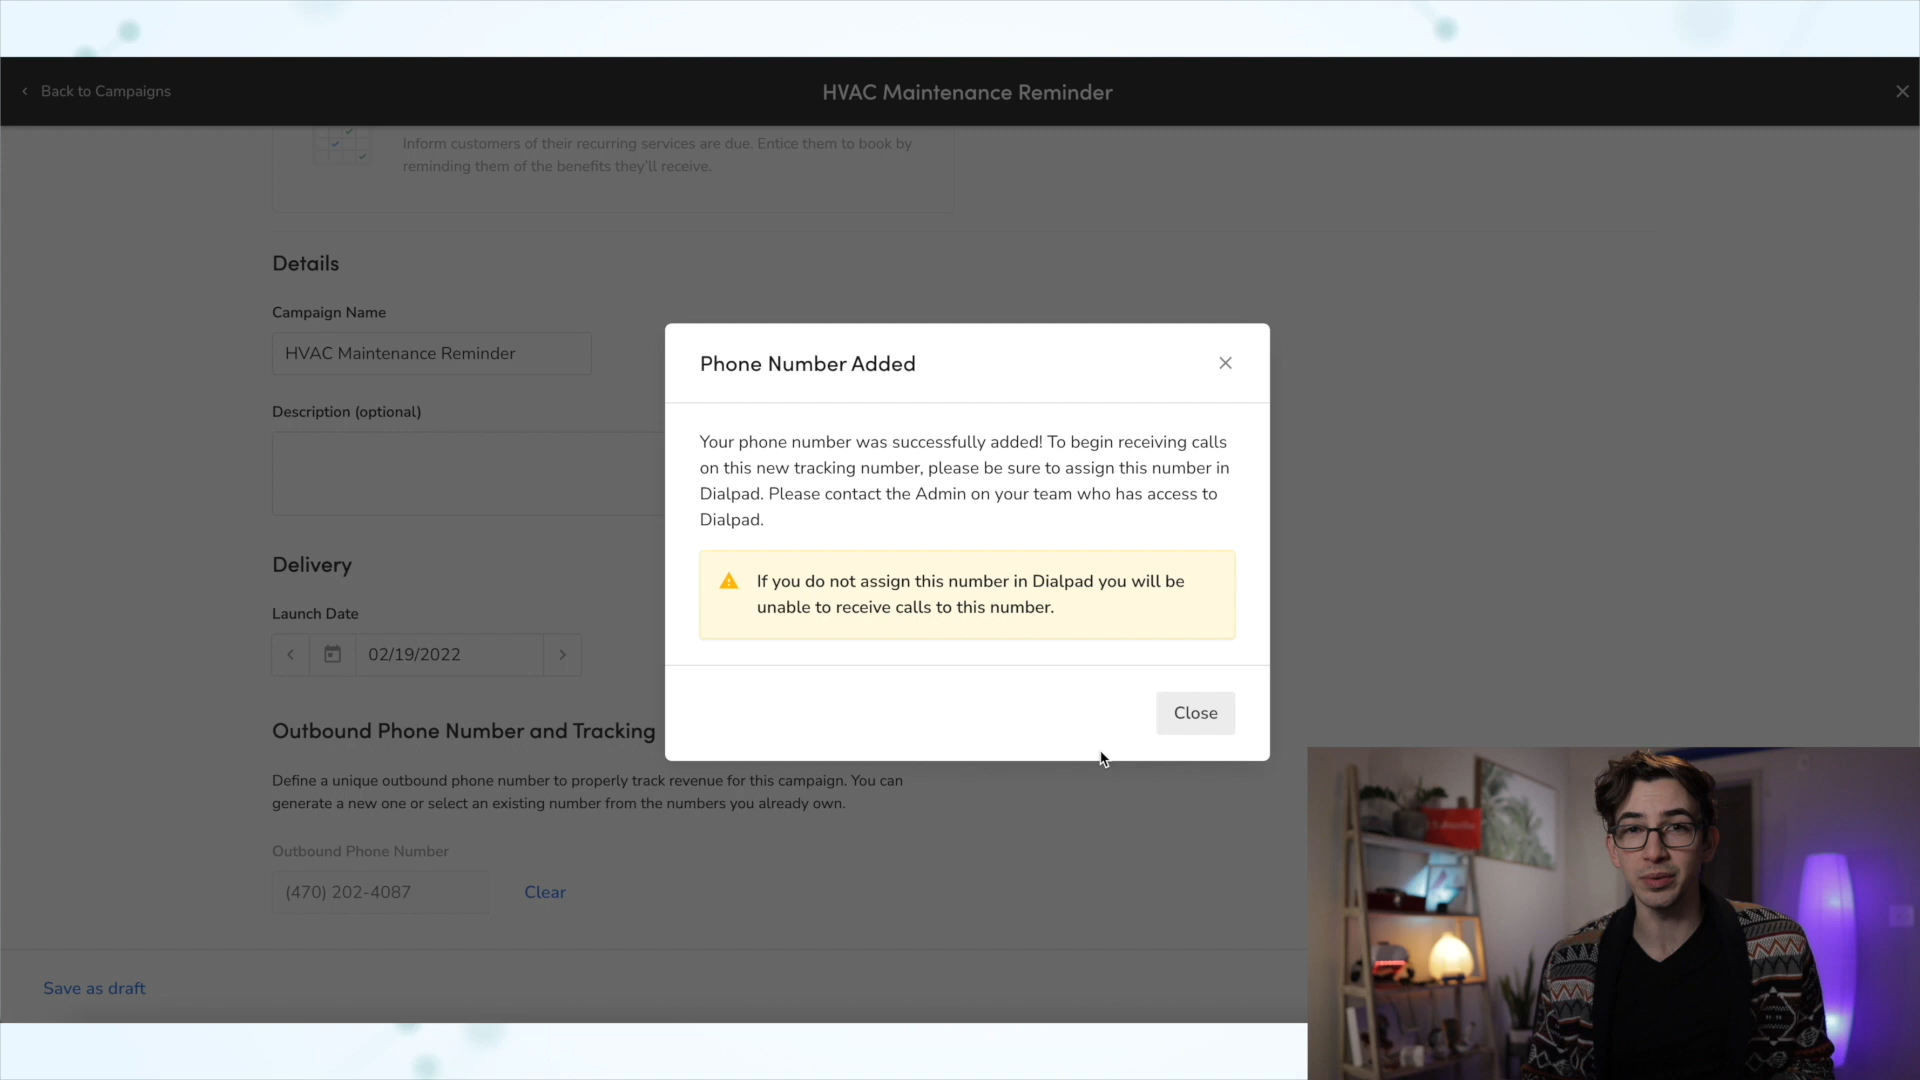 Back to Campaigns
HVAC Maintenance Reminder
Inform customers of their recurring services are due. Entice them to book by
reminding them of the benefits they'll receive.
Details
Campaign Name
HVAC Maintenance Reminder
Description (optional)
Delivery
Launch Date
02/19/2022
Outbound Phone Number and Tracking
Define a unique outbound phone number to properly track revenue for this campaign. You can
generate a new one or select an existing number from the numbers you already own.
Outbound Phone Number
(470) 202-4087
Clear
Save as draft
Phone Number Added
Your phone number was successfully added! To begin receiving calls
on this new tracking number, please be sure to assign this number in
Dialpad. Please contact the Admin on your team who has access to
Dialpad.
If you do not assign this number in Dialpad you will be
unable to receive calls to this number.
Close